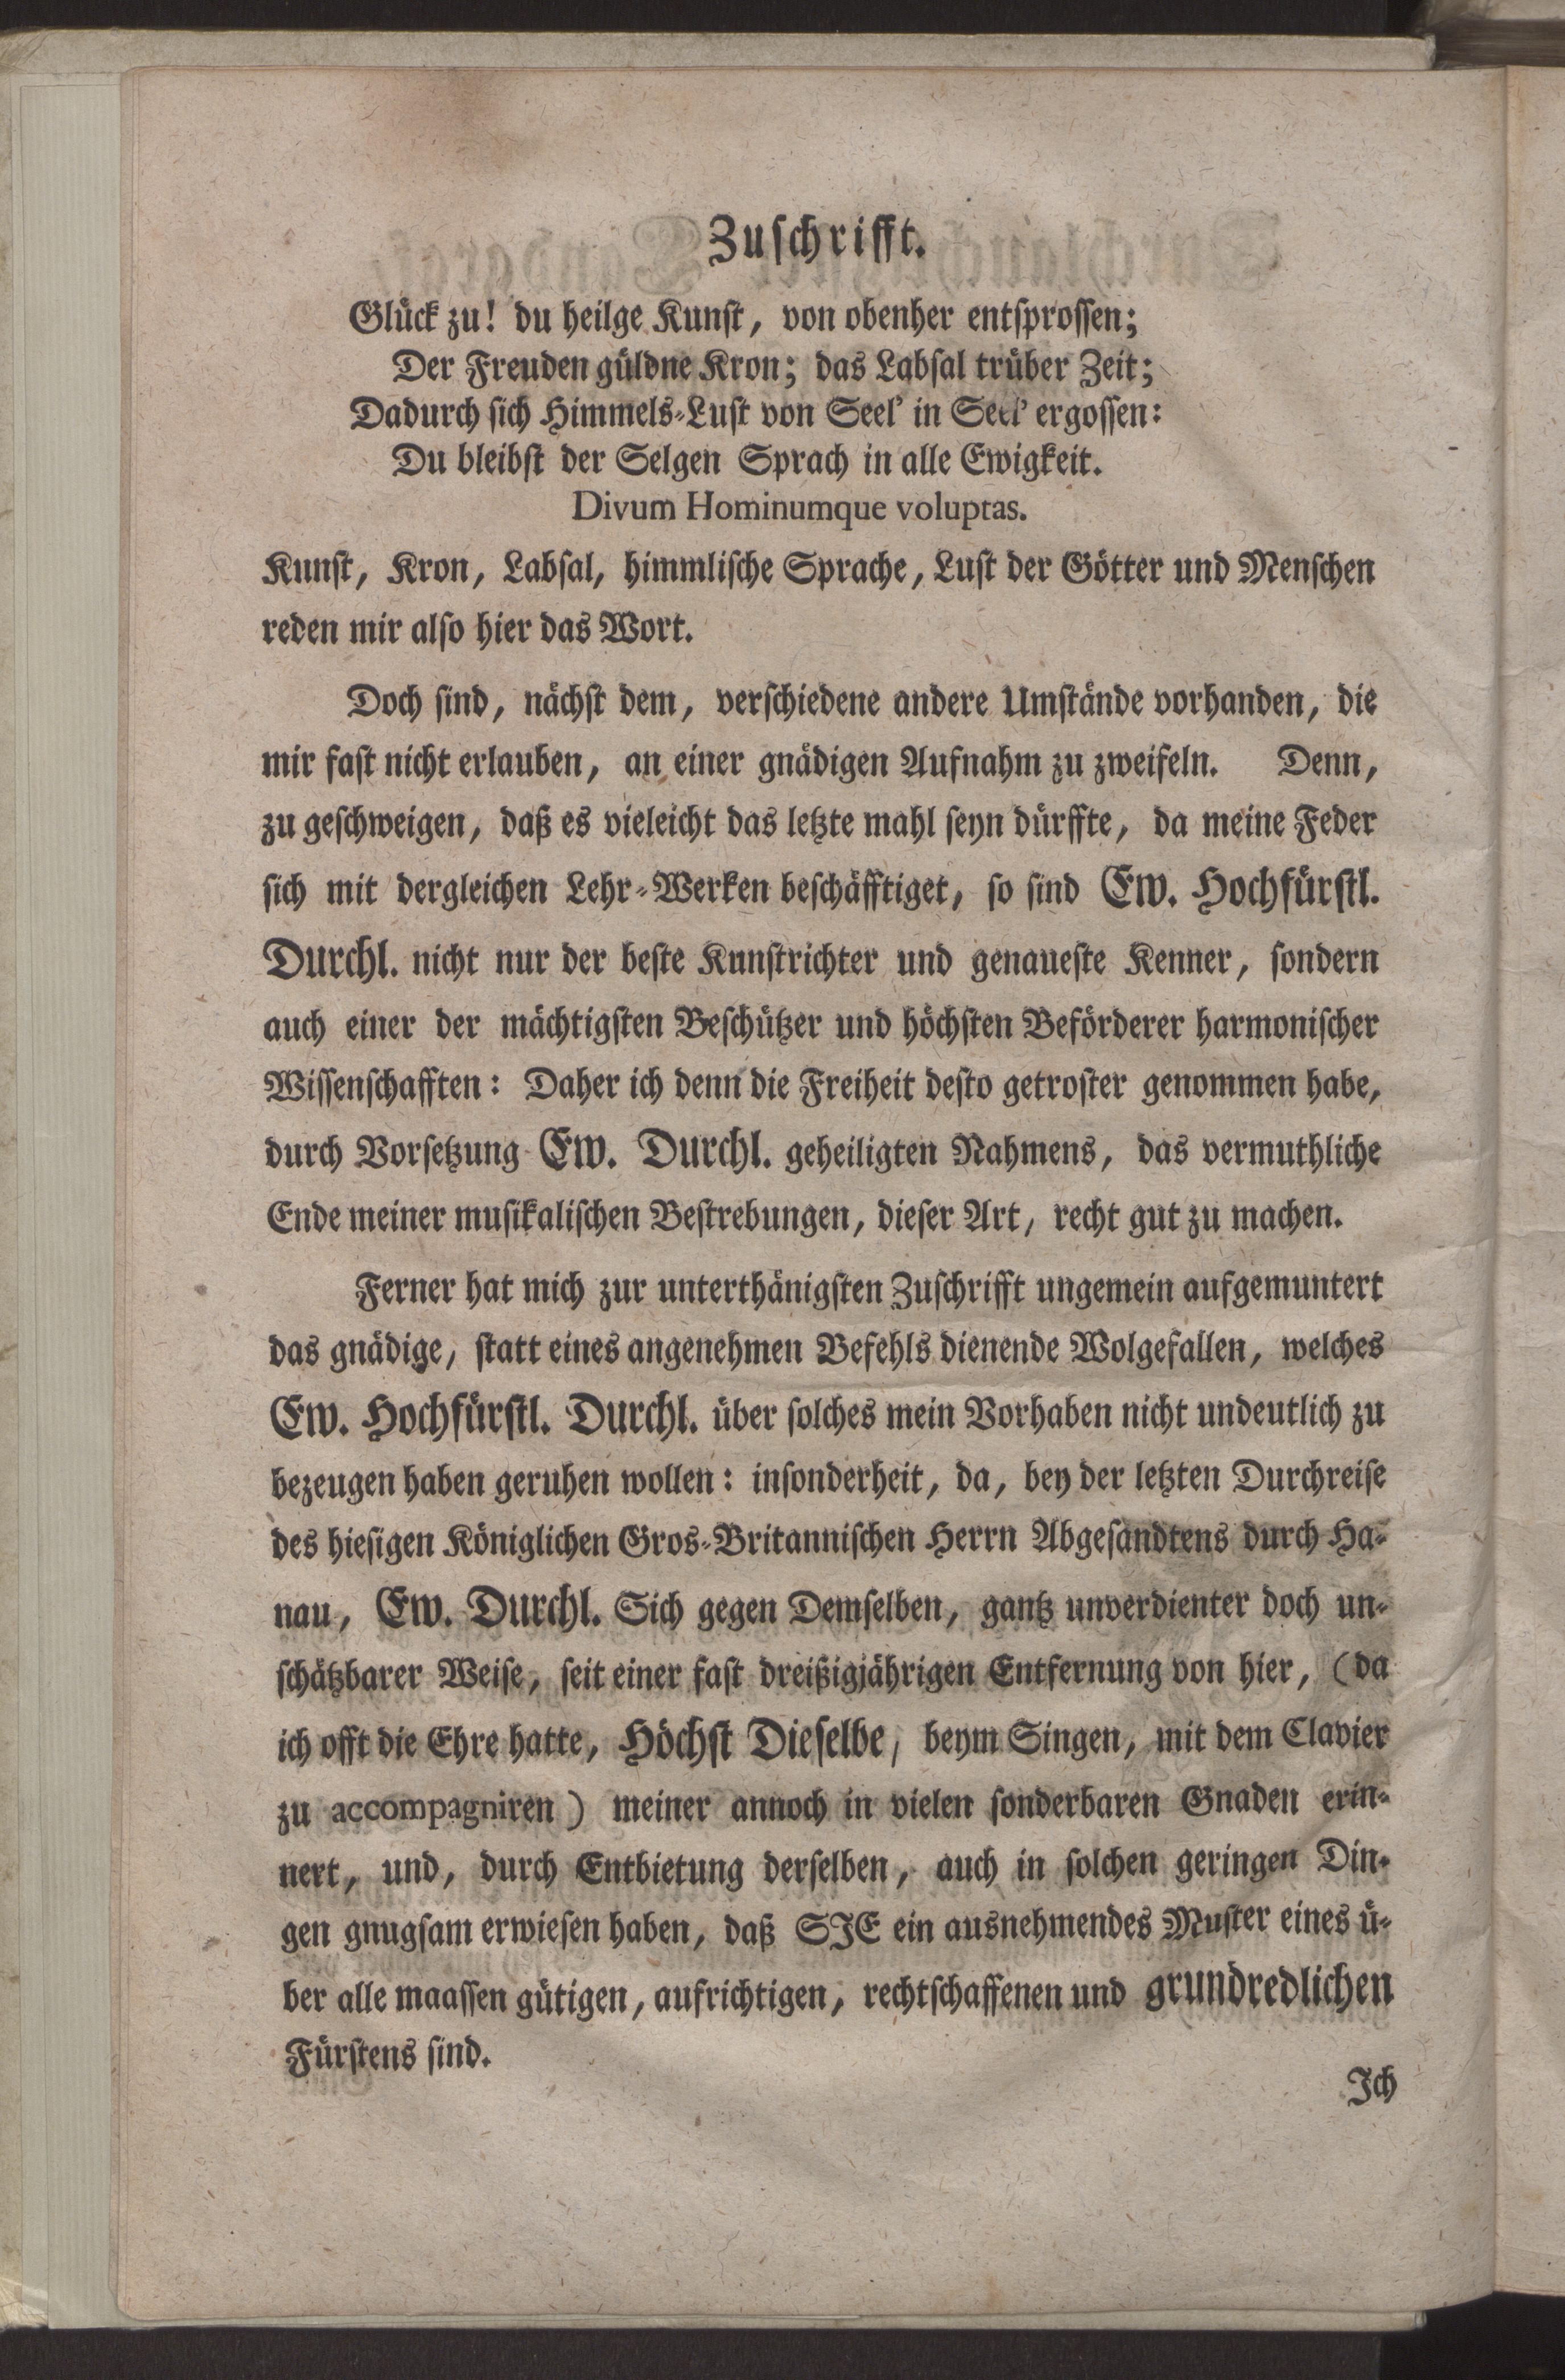 Zuschrifft.
Glück zu! du heilge Kunst, von obenher entsprossen;
Der Freuden güldne Kron; das Labsal trüber Zeit;
Dadurch sich Himmels-Lust von Seel' in Seel' ergossen:
Du bleibst der Selgen Sprach in alle Ewigkeit.
Divum Hominumque voluptas.
Kunst, Kron, Labsal, himmlische Sprache, Lust der Götter und Menschen
reden mir also hier das Wort.
Doch sind, nächst dem, verschiedene andere Umstände vorhanden, die
mir fast nicht erlauben, an einer gnädigen Aufnahm zu zweifeln. Denn,
zu geschweigen, daß es vieleicht das letzte mahl seyn dürffte, da meine Feder
sich mit dergleichen Lehr-Werken beschäfftiget, so sind Ew. Hochfürstl.
Durchl. nicht nur der beste Kunstrichter und genaueste Kenner, sondern
auch einer der mächtigsten Beschützer und höchsten Beförderer harmonischer
Wissenschafften: Daher ich denn die Freiheit desto getroster genommen habe,
durch Vorsetzung Ew. Durchl. geheiligten Nahmens, das vermuthliche
Ende meiner musikalischen Bestrebungen, dieser Art, recht gut zu machen.
Ferner hat mich zur unterthänigsten Zuschrifft ungemein aufgemuntert
das gnädige, statt eines angenehmen Befehls dienende Wolgefallen, welches
Ew. Hochfürstl. Durchl. über solches mein Vorhaben nicht undeutlich zu
bezeugen haben geruhen wollen: insonderheit, da, bey der letzten Durchreise
des hiesigen Königlichen Gros-Britannischen Herrn Abgesandtens durch Ha-
nau, Ew. Durchl. Sich gegen Demselben, gantz unverdienter doch un-
schätzbarer Weise, seit einer fast dreißigjährigen Entfernung von hier, (da
ich offt die Ehre hatte, Höchst Dieselbe, beym Singen, mit dem Clavier
zu accompagniren) meiner annoch in vielen sonderbaren Gnaden erin-
nert, und, durch Entbietung derselben, auch in solchen geringen Din-
gen gnugsam erwiesen haben, daß SJE ein ausnehmendes Muster eines ü-
ber alle maassen gütigen, aufrichtigen, rechtschaffenen und grundredlichen
Fürstens sind.
Jch